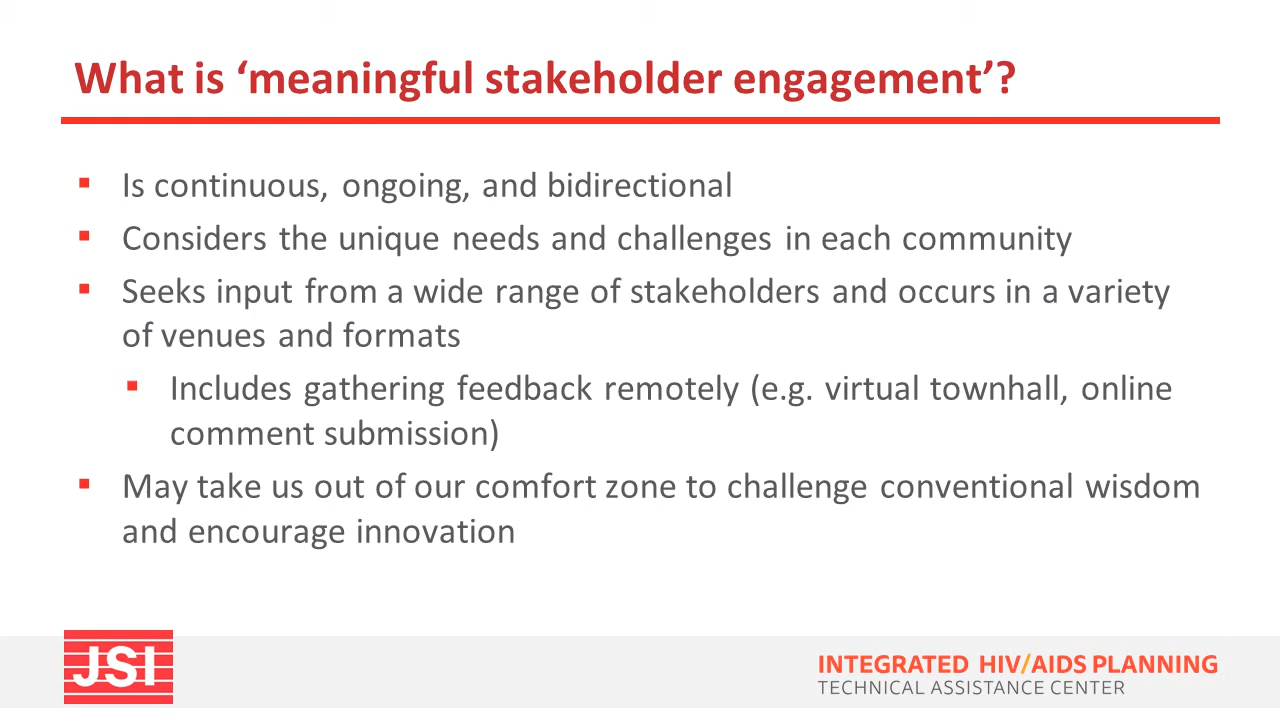 What is ‘meaningful stakeholder engagement’?
▪ Is continuous, ongoing, and bidirectional
▪ Considers the unique needs and challenges in each community
▪ Seeks input from a wide range of stakeholders and occurs in a variety
of venues and formats
▪ Includes gathering feedback remotely (e.g. virtual townhall, online
comment submission)
▪ May take us out of our comfort zone to challenge conventional wisdom
and encourage innovation
JSI
INTEGRATED HIV/AIDS PLANNING
TECHNICAL ASSISTANCE CENTER